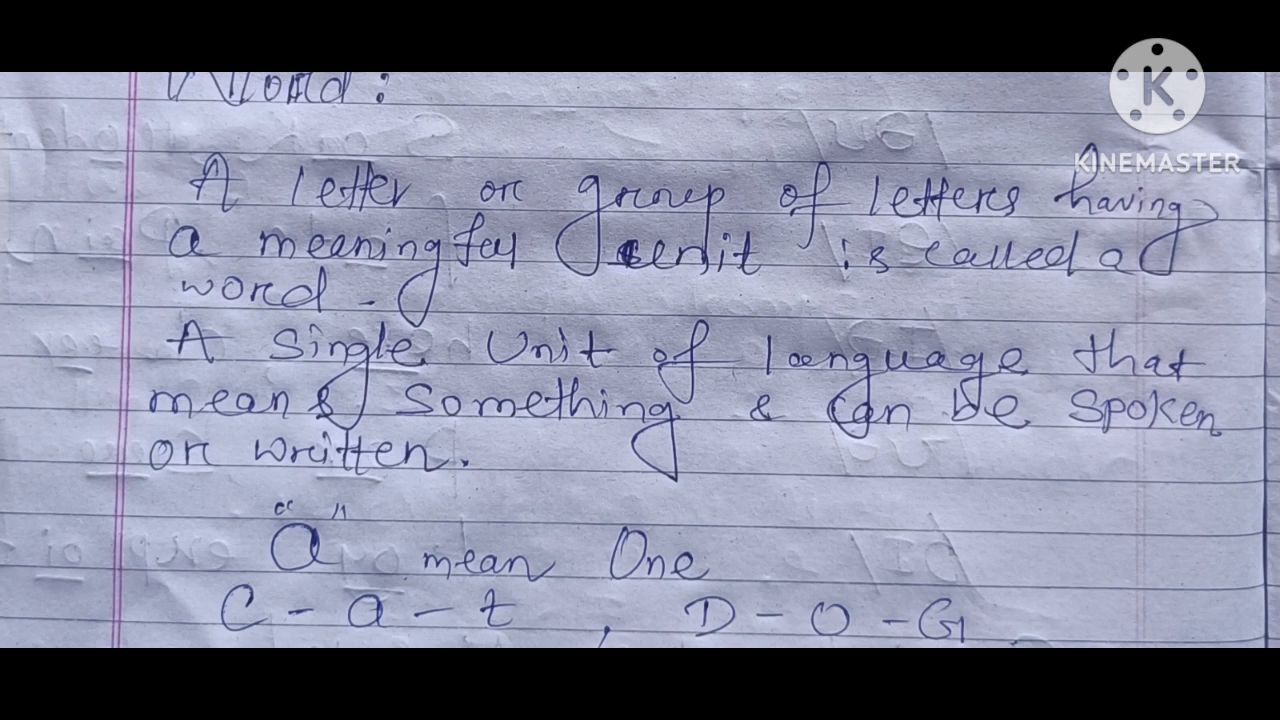 Word:
KINEMASTER
A letter or group of letters having
a meaningful unit is called a
word.
A Single Unit of language that
means Something & Can be Spoken
or written.
"a" mean One
C - a - t , D - O - G.